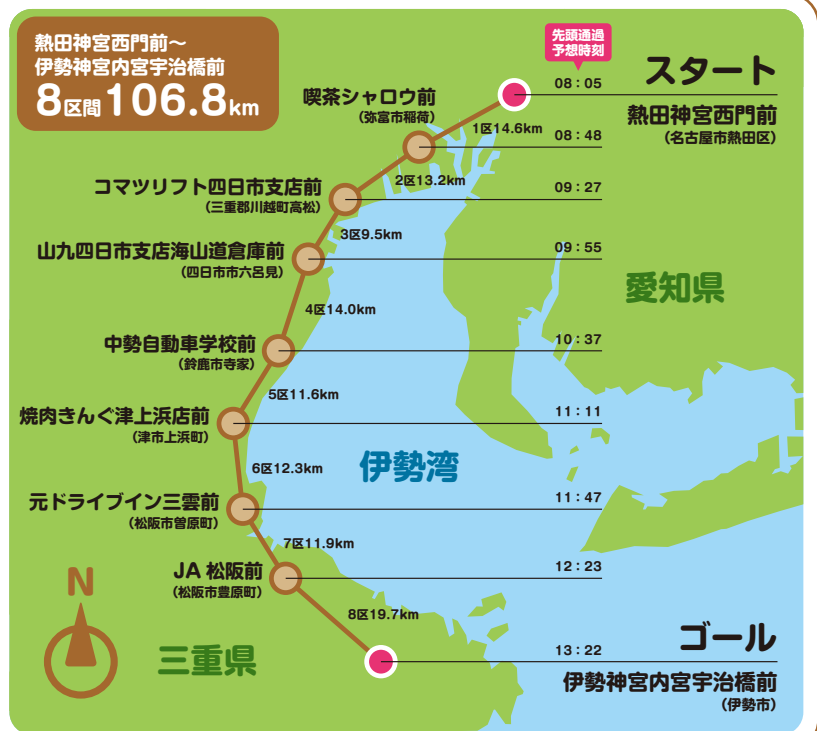 熱田神宮西門前〜
伊勢神宮内宮宇治橋前
8区間106.8km
先頭通過
予想時刻
スタート
08：05
熱田神宮西門前
（名古屋市熱田区）
1区14.6km
喫茶シャロウ前
（弥富市稲荷）
08：48
2区13.2km
コマツリフト四日市支店前
（三重郡川越町高松）
09：27
3区9.5km
山九四日市支店海山道倉庫前
（四日市市六呂見）
09：55
愛知県
4区14.0km
中勢自動車学校前
（鈴鹿市寺家）
10：37
5区11.6km
焼肉きんぐ津上浜店前
（津市上浜町）
11：11
伊勢湾
6区12.3km
元ドライブイン三雲前
（松阪市曽原町）
11：47
7区11.9km
JA 松阪前
（松阪市豊原町）
12：23
8区19.7km
N
三重県
ゴール
13：22
伊勢神宮内宮宇治橋前
（伊勢市）